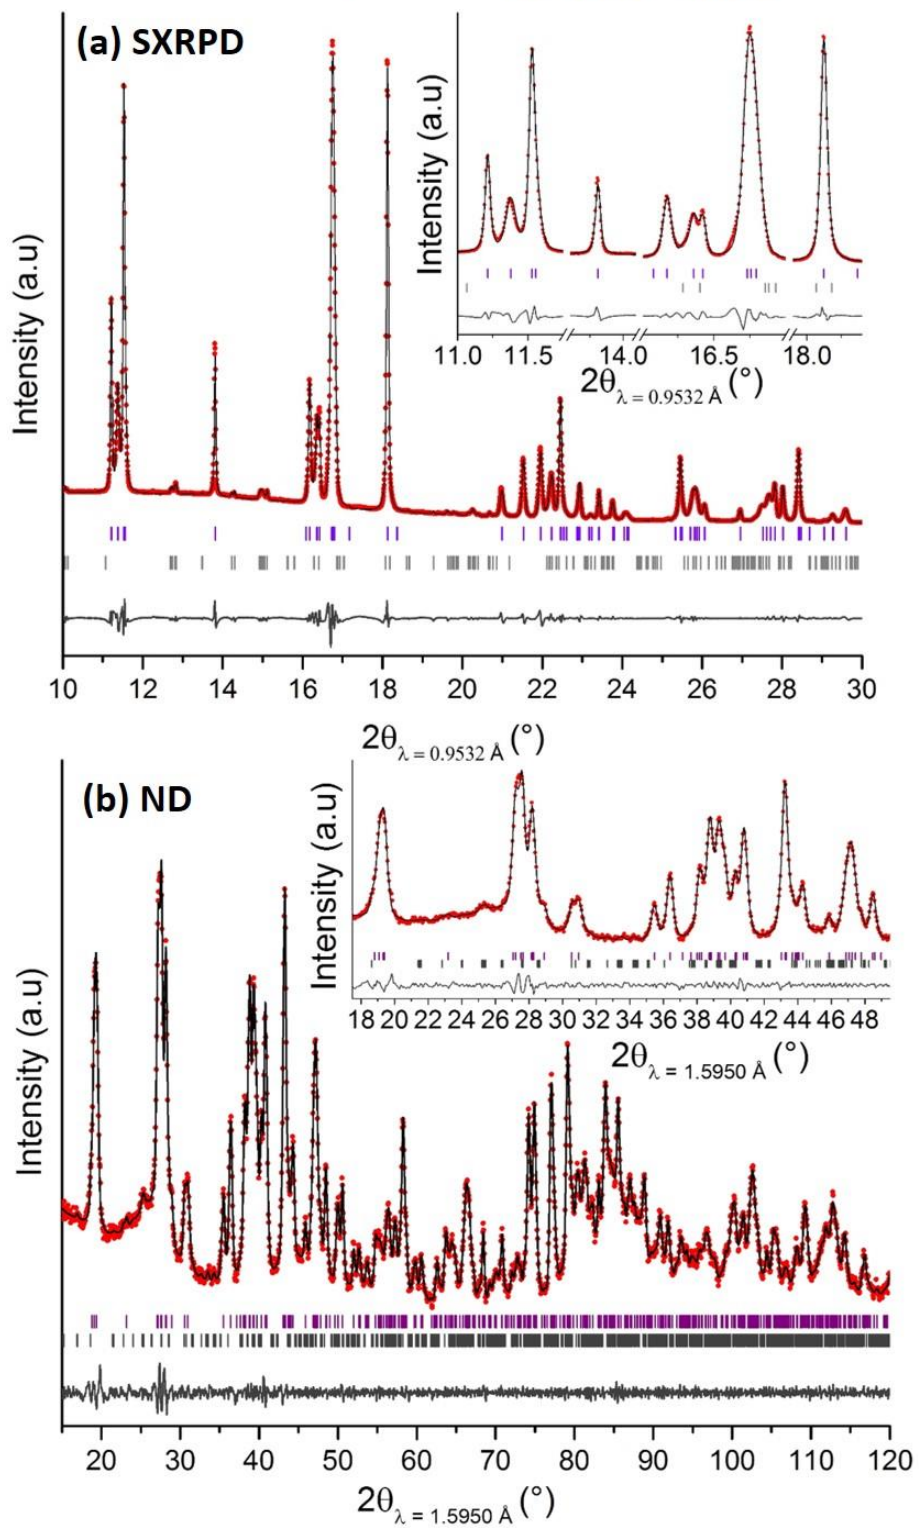 (a) SXRPD
Intensity (a.u)
Intensity (a.u)
11.0 11.5 14.0 16.5 18.0
2θλ = 0.9532 Å (°)
10 12 14 16 18 20 22 24 26 28 30
2θλ = 0.9532 Å (°)
(b) ND
Intensity (a.u)
Intensity (a.u)
18 20 22 24 26 28 30 32 34 36 38 40 42 44 46 48
2θλ = 1.5950 Å (°)
20 30 40 50 60 70 80 90 100 110 120
2θλ = 1.5950 Å (°)